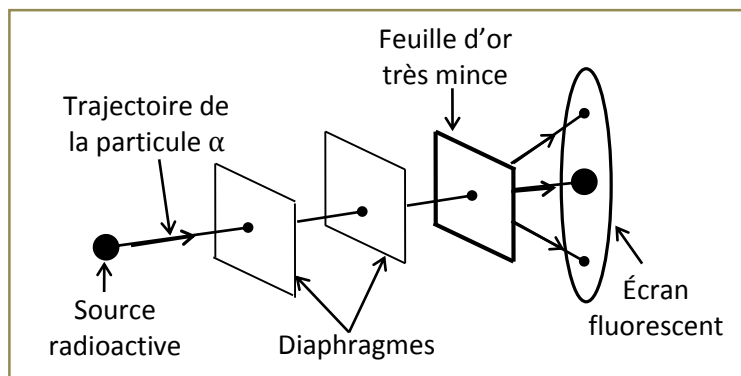 Feuille d’or
très mince
Trajectoire de
la particule α
Source
radioactive
Diaphragmes
Écran
fluorescent